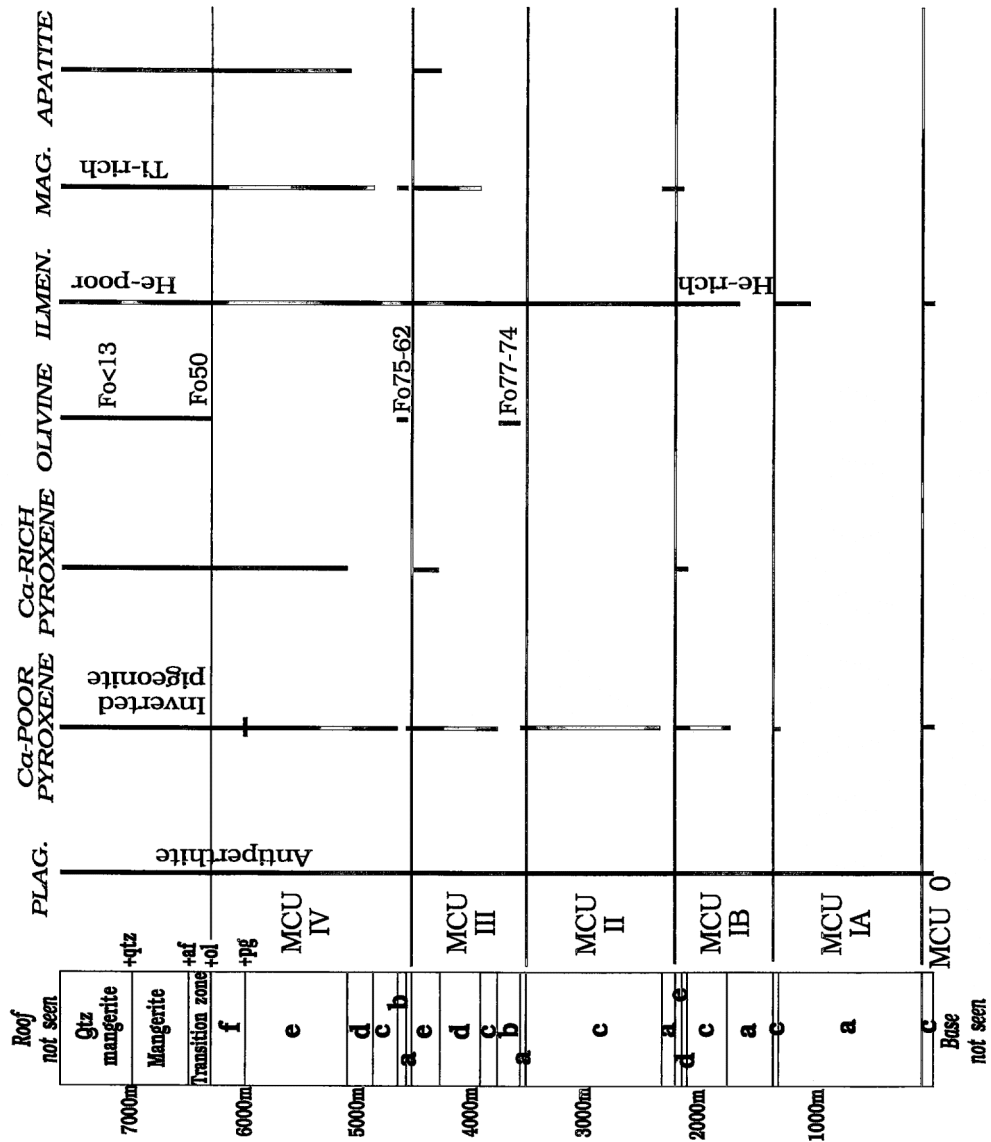 PLAG.
Ca-POOR
PYROXENE
Ca-RICH
PYROXENE
OLIVINE
ILMEN.
MAG.
APATITE
Roof
not seen
Qtz
mangerite
Mangerite
Transition zone
f
e
d
c
b
a
e
d
c
b
a
c
a
e
d
c
a
c
a
c
Base
not seen
7000m
6000m
5000m
4000m
3000m
2000m
1000m
+qtz
+af
+ol
+pg
MCU
IV
MCU
III
MCU
II
MCU
IB
MCU
IA
MCU 0
Antiperthite
Inverted
pigeonite
Fo<13
Fo50
Fo75-62
Fo77-74
He-poor
He-rich
Ti-rich